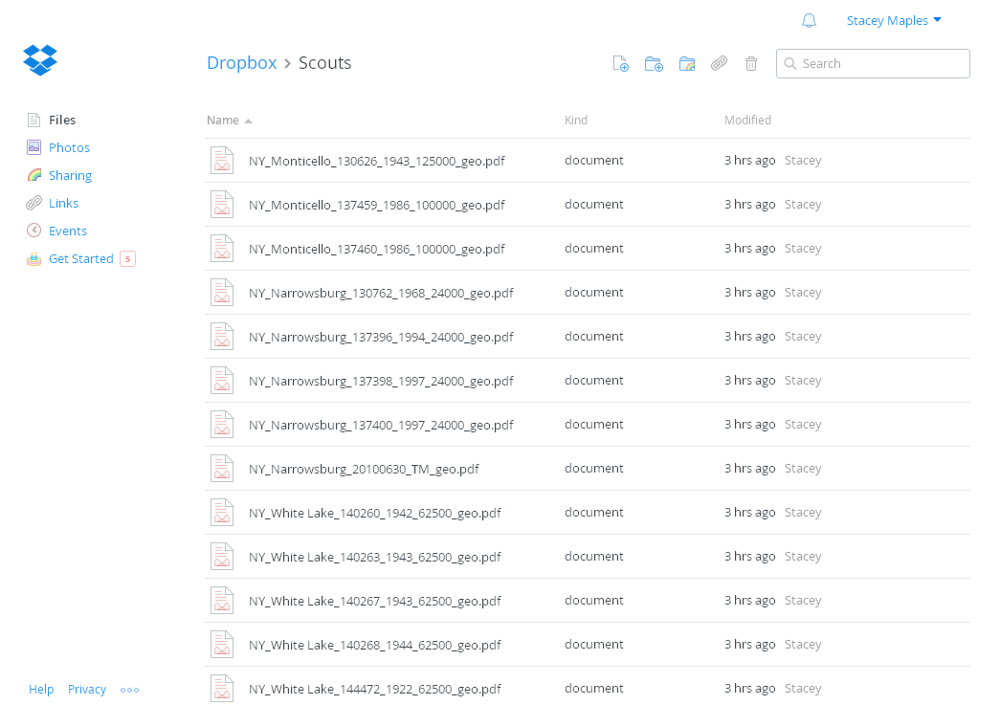 Stacey Maples
Dropbox > Scouts
Search
Files
Photos
Sharing
Links
Events
Get Started 5
Name Kind Modified
NY_Monticello_130626_1943_125000_geo.pdf document 3 hrs ago Stacey
NY_Monticello_137459_1986_100000_geo.pdf document 3 hrs ago Stacey
NY_Monticello_137460_1986_100000_geo.pdf document 3 hrs ago Stacey
NY_Narrowsburg_130762_1968_24000_geo.pdf document 3 hrs ago Stacey
NY_Narrowsburg_137396_1994_24000_geo.pdf document 3 hrs ago Stacey
NY_Narrowsburg_137398_1997_24000_geo.pdf document 3 hrs ago Stacey
NY_Narrowsburg_137400_1997_24000_geo.pdf document 3 hrs ago Stacey
NY_Narrowsburg_20100630_TM_geo.pdf document 3 hrs ago Stacey
NY_White Lake_140260_1942_62500_geo.pdf document 3 hrs ago Stacey
NY_White Lake_140263_1943_62500_geo.pdf document 3 hrs ago Stacey
NY_White Lake_140267_1943_62500_geo.pdf document 3 hrs ago Stacey
NY_White Lake_140268_1944_62500_geo.pdf document 3 hrs ago Stacey
NY_White Lake_144472_1922_62500_geo.pdf document 3 hrs ago Stacey
Help Privacy